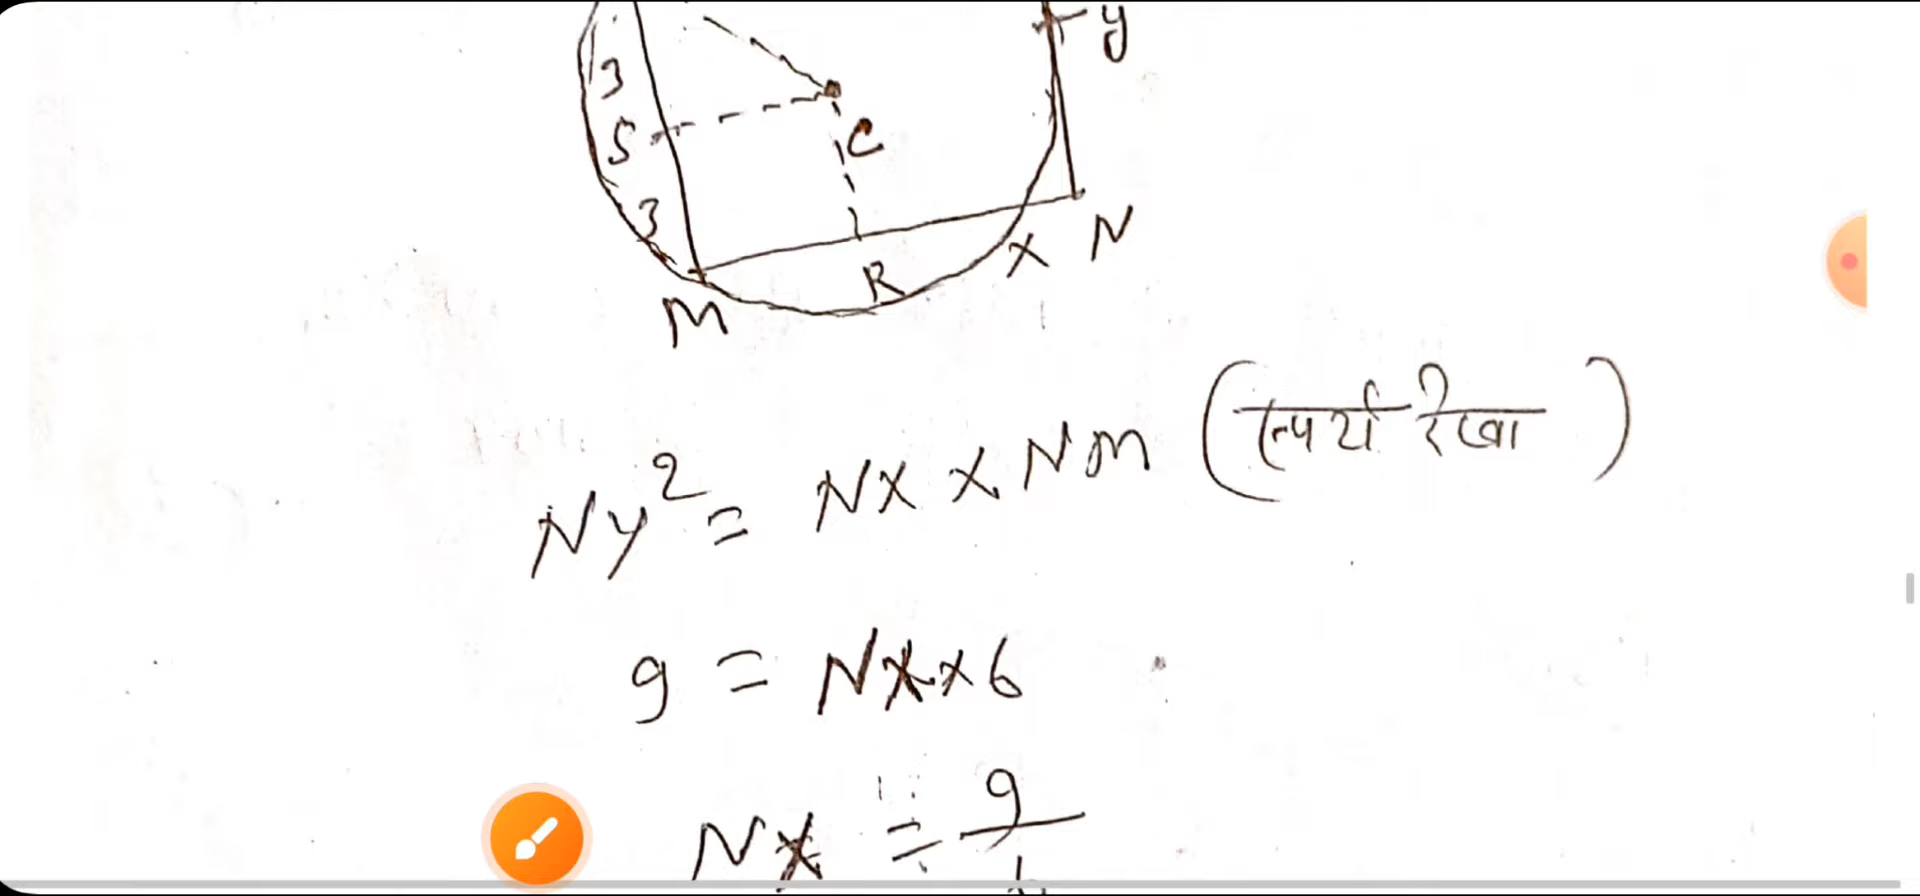 y
3
S
C
3
N
X
R
M
Ny² = NX × NM (स्पर्श रेखा)
9 = NX × 6
NX = 9